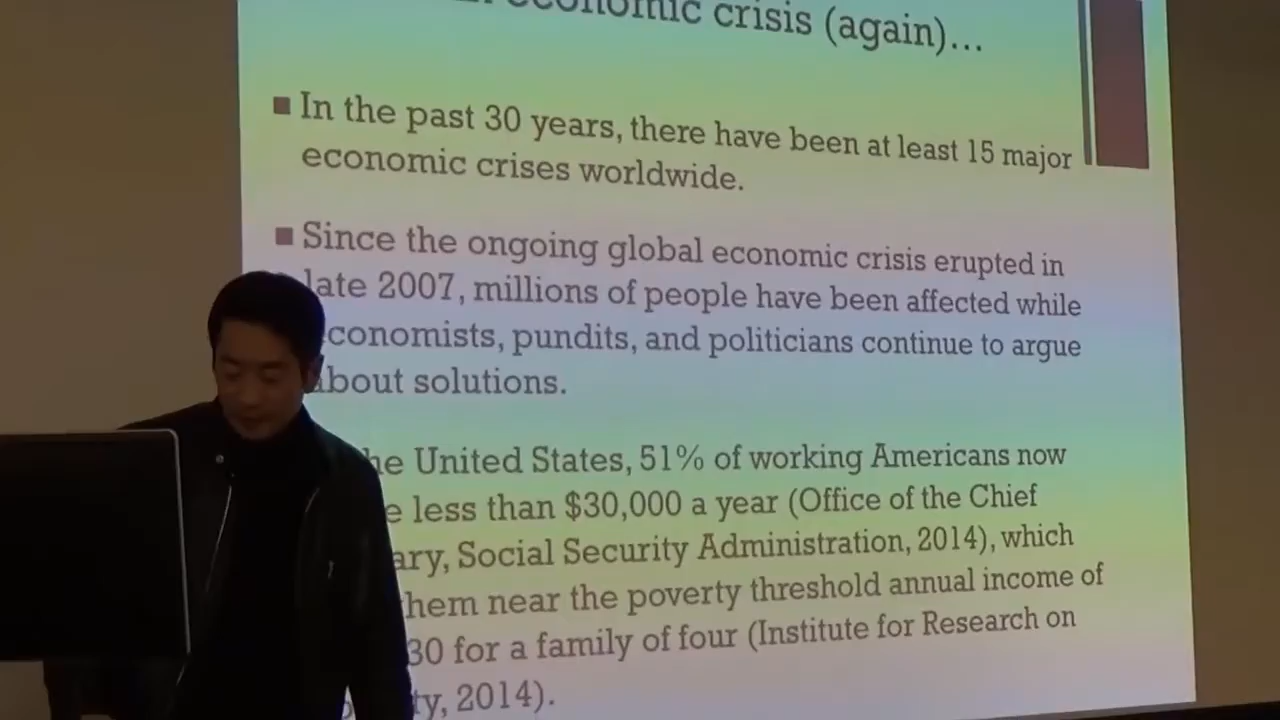 economic crisis (again)...
In the past 30 years, there have been at least 15 major
economic crises worldwide.
Since the ongoing global economic crisis erupted in
late 2007, millions of people have been affected while
conomists, pundits, and politicians continue to argue
about solutions.
he United States, 51% of working Americans now
e less than $30,000 a year (Office of the Chief
ary, Social Security Administration, 2014), which
hem near the poverty threshold annual income of
30 for a family of four (Institute for Research on
ty, 2014).